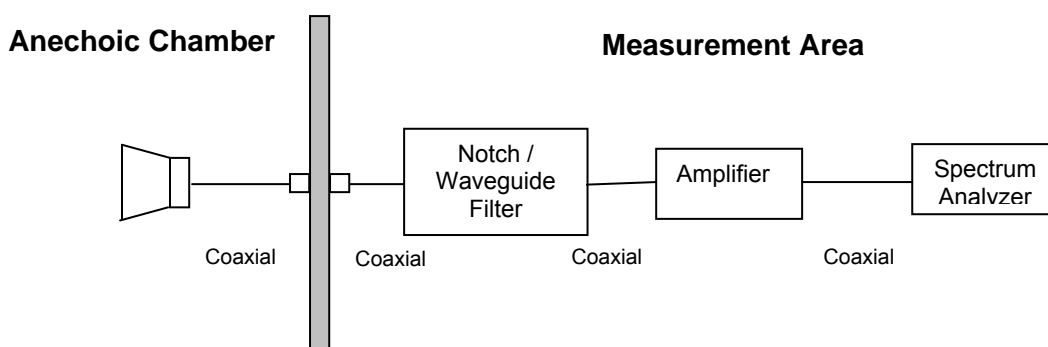 Anechoic Chamber
Measurement Area
Notch /
Waveguide
Filter
Amplifier
Spectrum
Analyzer
Coaxial
Coaxial
Coaxial
Coaxial